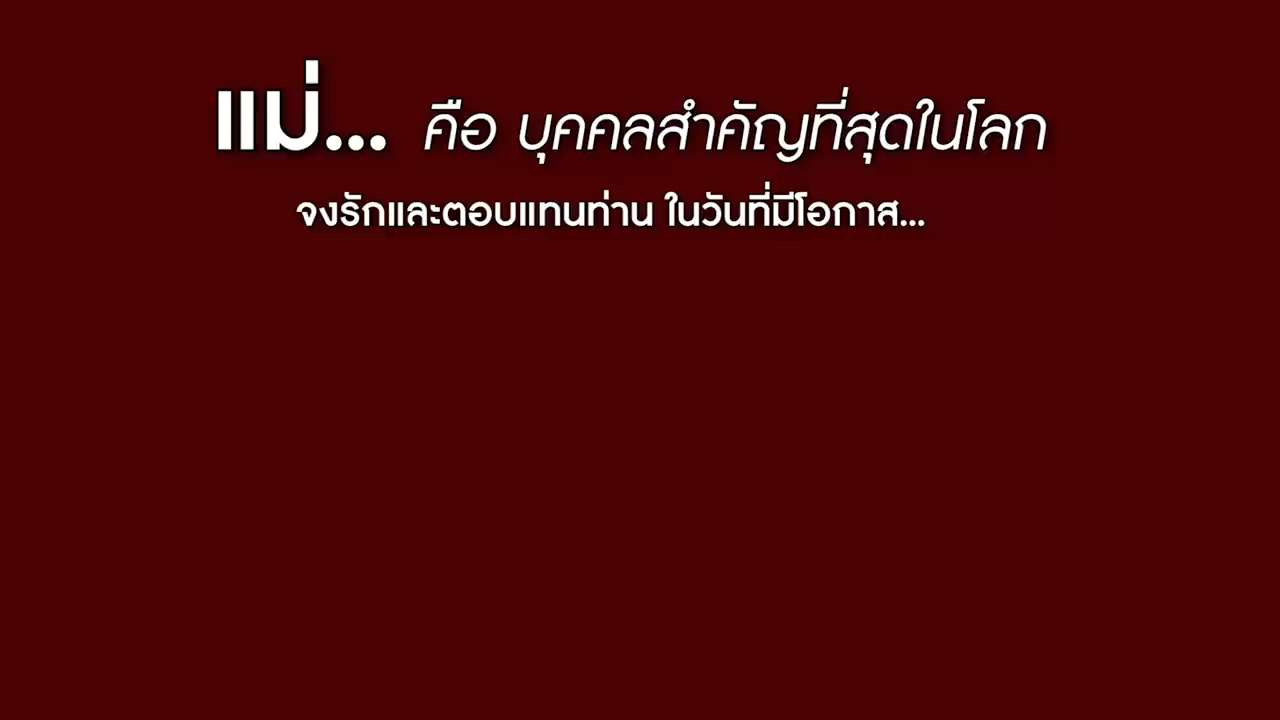 แม่... คือ บุคคลสำคัญที่สุดในโลก
จงรักและตอบแทนท่าน ในวันที่มีโอกาส...